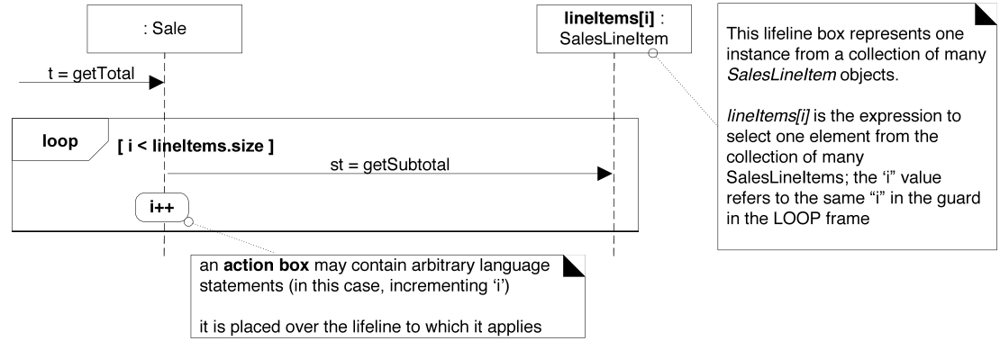 : Sale
lineItems[i] :
SalesLineItem
t = getTotal
loop
[ i < lineItems.size ]
st = getSubtotal
i++
an action box may contain arbitrary language
statements (in this case, incrementing ‘i’)
it is placed over the lifeline to which it applies
This lifeline box represents one
instance from a collection of many
SalesLineItem objects.
lineItems[i] is the expression to
select one element from the
collection of many
SalesLineItems; the ‘i” value
refers to the same “i” in the guard
in the LOOP frame